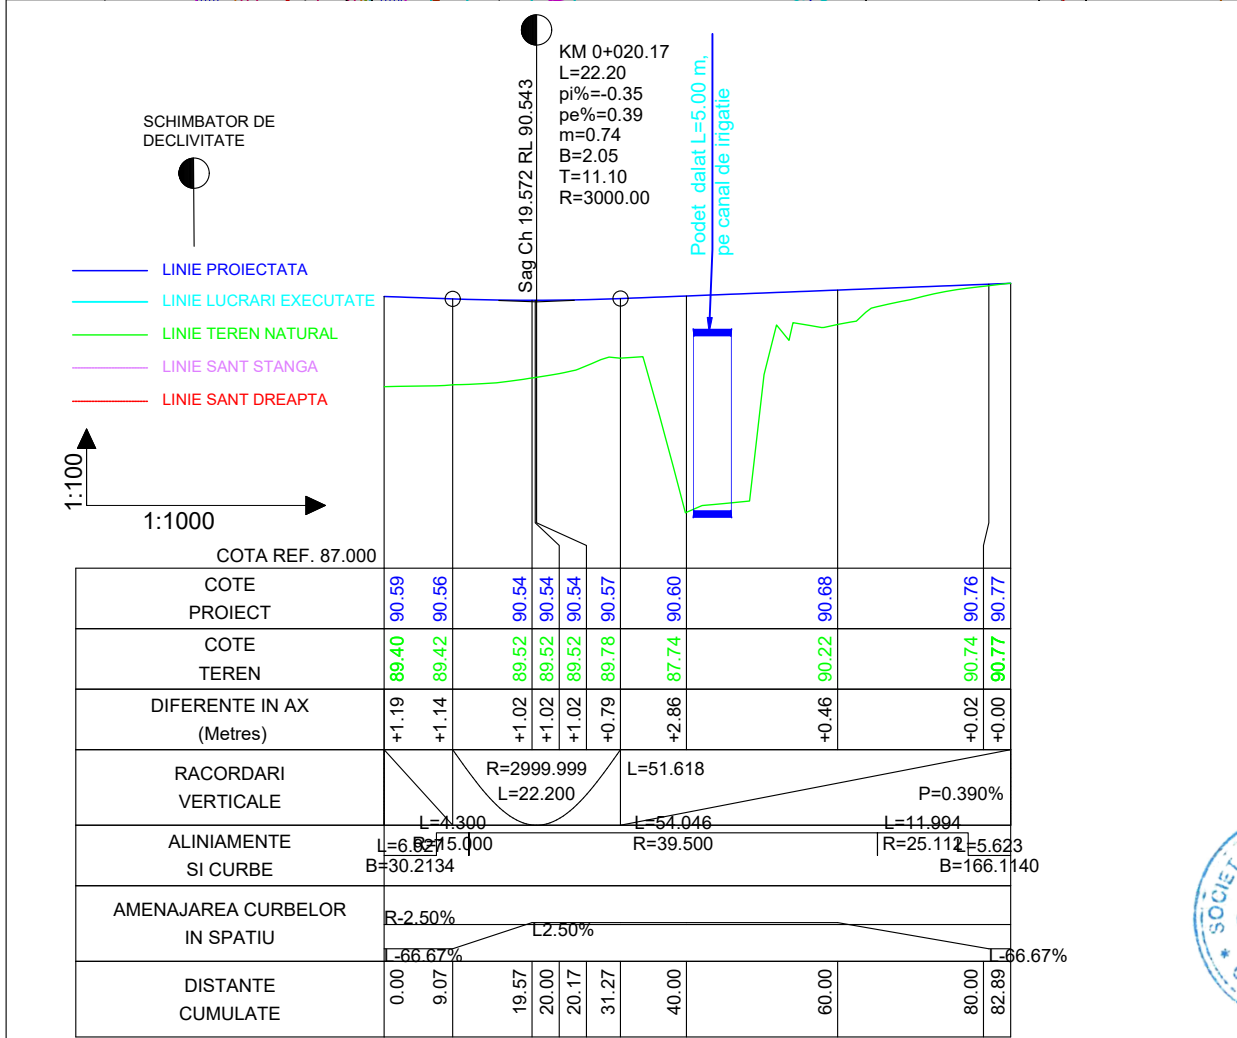 KM 0+020.17
L=22.20
pi%=-0.35
pe%=0.39
m=0.74
B=2.05
T=11.10
R=3000.00
Sag Ch 19.572 RL 90.543
Podet dalat L=5.00 m,
pe canal de irigatie
SCHIMBATOR DE
DECLIVITATE
LINIE PROIECTATA
LINIE LUCRARI EXECUTATE
LINIE TEREN NATURAL
LINIE SANT STANGA
LINIE SANT DREAPTA
1:100
1:1000
COTA REF. 87.000
COTE
PROIECT
90.59 90.56 90.54 90.54 90.54 90.57 90.60 90.68 90.76 90.77
COTE
TEREN
89.40 89.42 89.52 89.52 89.52 89.78 87.74 90.22 90.74 90.77
DIFERENTE IN AX
(Metres)
+1.19 +1.14 +1.02 +1.02 +1.02 +0.79 +2.86 +0.46 +0.02 +0.00
RACORDARI
VERTICALE
R=2999.999
L=22.200
L=51.618
P=0.390%
ALINIAMENTE
SI CURBE
L=4.300
R=15.000
B=30.2134
L=54.046
R=39.500
L=11.994
R=25.112
L=5.623
B=166.1140
AMENAJAREA CURBELOR
IN SPATIU
R-2.50%
L2.50%
L-66.67%
L-66.67%
DISTANTE
CUMULATE
0.00 9.07 19.57 20.00 20.17 31.27 40.00 60.00 80.00 82.89
SOCIET